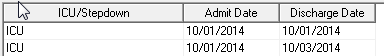 ICU/Stepdown Admit Date Discharge Date
ICU 10/01/2014 10/01/2014
ICU 10/01/2014 10/03/2014